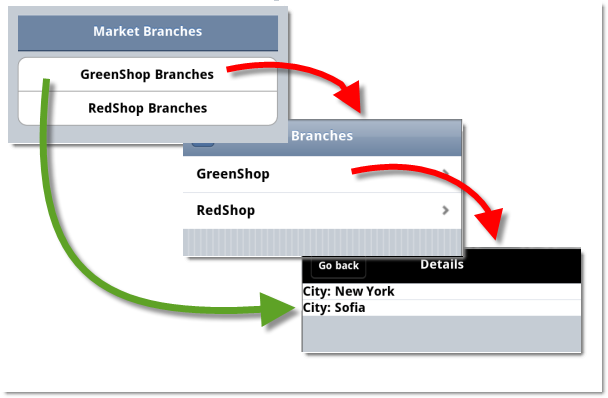 Market Branches
GreenShop Branches
RedShop Branches
Branches
GreenShop
RedShop
Go back
Details
City: New York
City: Sofia